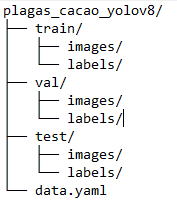 plagas_cacao_yolov8/
├── train/
│   ├── images/
│   └── labels/
├── val/
│   ├── images/
│   └── labels/
├── test/
│   ├── images/
│   └── labels/
└── data.yaml